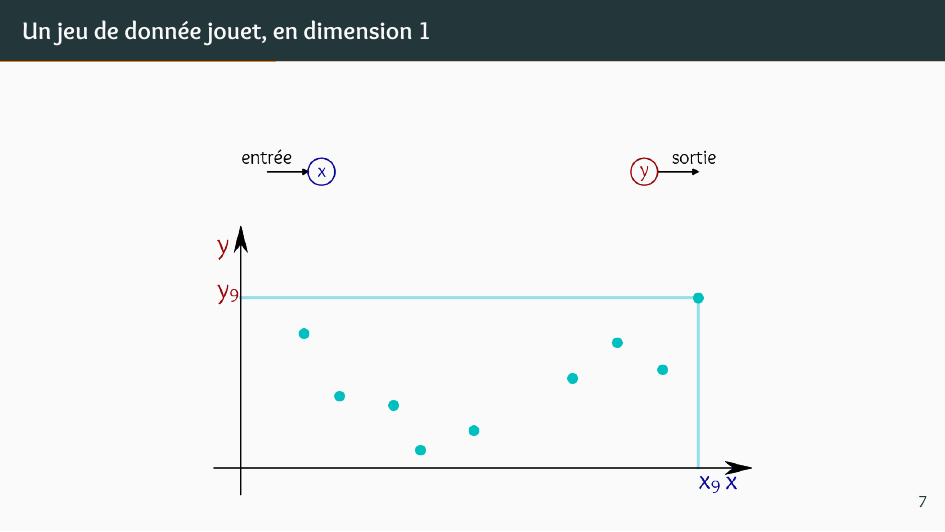 Un jeu de donnée jouet, en dimension 1
entrée
x
y
sortie
y
y₉
x₉ x
7